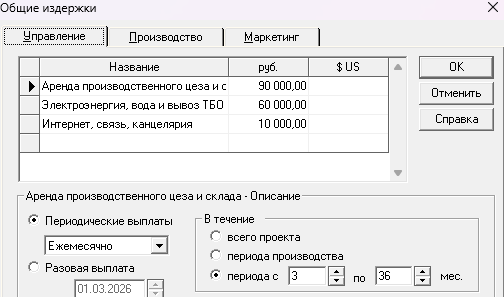 Общие издержки
Управление Производство Маркетинг
Название руб. $ US
Аренда производственного цеза и с 90 000,00
Электроэнергия, вода и вывоз ТБО 60 000,00
Интернет, связь, канцелярия 10 000,00
OK
Отменить
Справка
Аренда производственного цеза и склада - Описание
Периодические выплаты
Ежемесячно
Разовая выплата
01.03.2026
В течение
всего проекта
периода производства
периода с 3 по 36 мес.